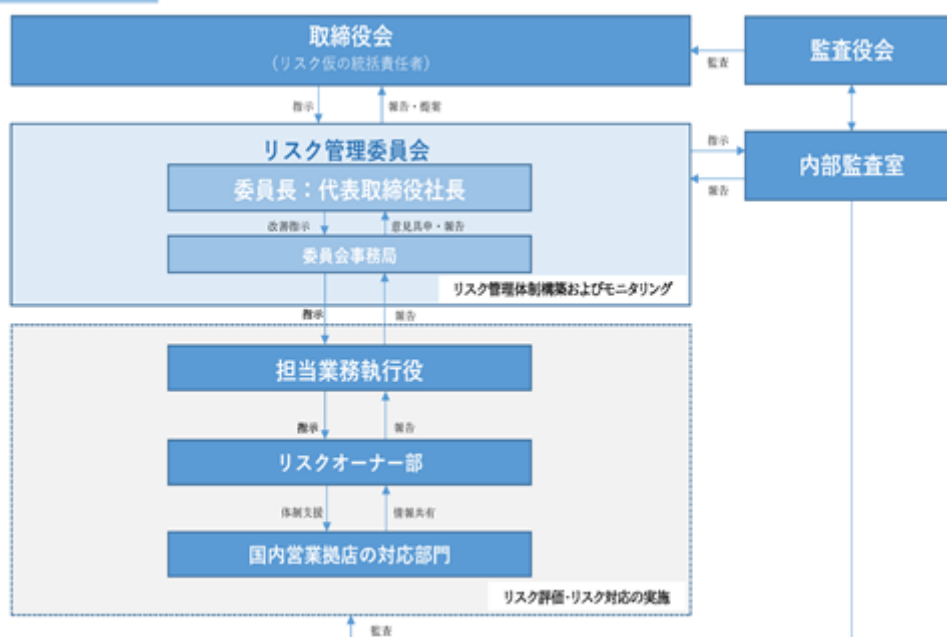 取締役会
(リスク仮の統括責任者)
監査役会
監査
指示
報告・提案
リスク管理委員会
指示
内部監査室
報告
委員長：代表取締役社長
改善指示
意見具申・報告
委員会事務局
リスク管理体制構築およびモニタリング
指示
報告
担当業務執行役
指示
報告
リスクオーナー部
体制支援
情報共有
国内営業拠店の対応部門
リスク評価・リスク対応の実施
監査